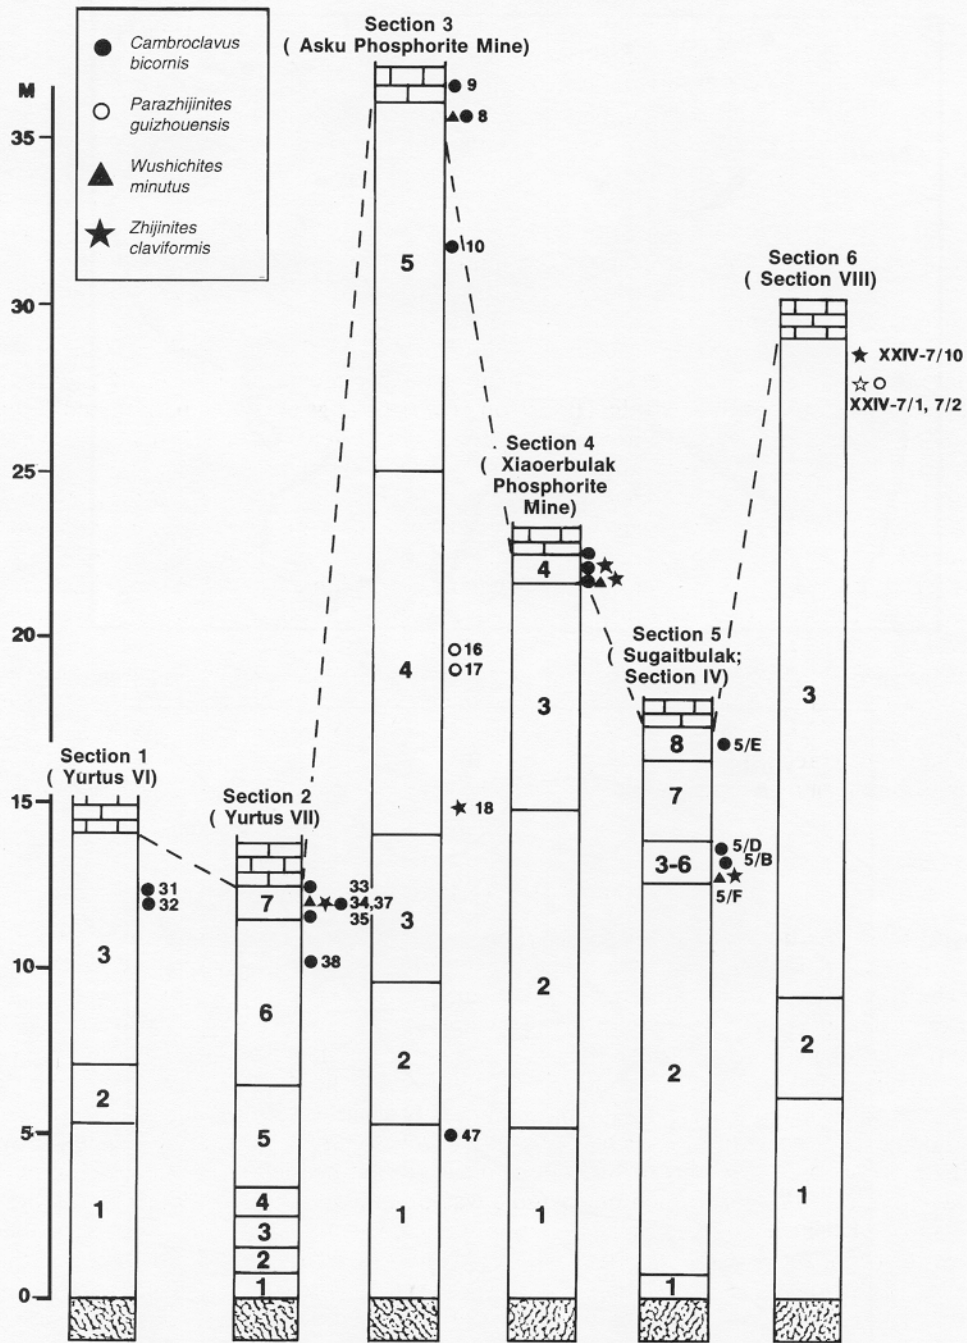 Cambroclavus
bicornis
Parazhijinites
guizhouensis
Wushichites
minutus
Zhijinites
claviformis
M
35
30
25
20
15
10
5
0
Section 1
( Yurtus VI)
3
2
1
31
32
Section 2
( Yurtus VII)
7
6
5
4
3
2
1
33
34,37
35
38
Section 3
( Asku Phosphorite Mine)
5
4
3
2
1
9
8
10
16
17
18
47
Section 4
( Xiaoerbulak
Phosphorite
Mine)
4
3
2
1
Section 5
( Sugaitbulak;
Section IV)
8
7
3-6
2
1
5/E
5/D
5/B
5/F
Section 6
( Section VIII)
3
2
1
XXIV-7/10
XXIV-7/1, 7/2